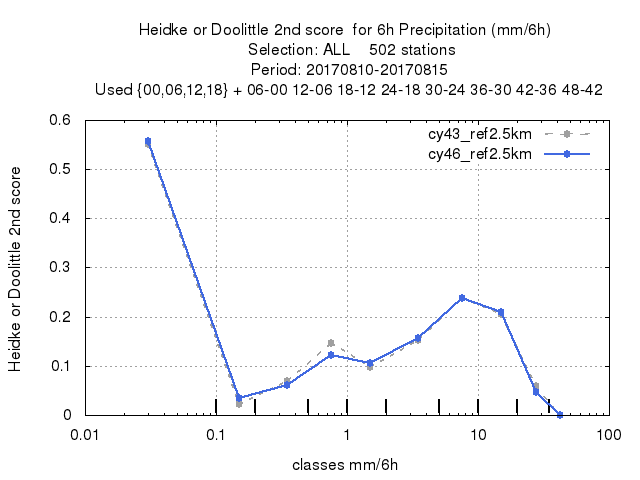 Heidke or Doolittle 2nd score  for 6h Precipitation (mm/6h)
Selection: ALL    502 stations
Period: 20170810-20170815
Used {00,06,12,18} + 06-00 12-06 18-12 24-18 30-24 36-30 42-36 48-42
cy43_ref2.5km
cy46_ref2.5km
Heidke or Doolittle 2nd score
0.6
0.5
0.4
0.3
0.2
0.1
0
0.01 0.1 1 10 100
classes mm/6h